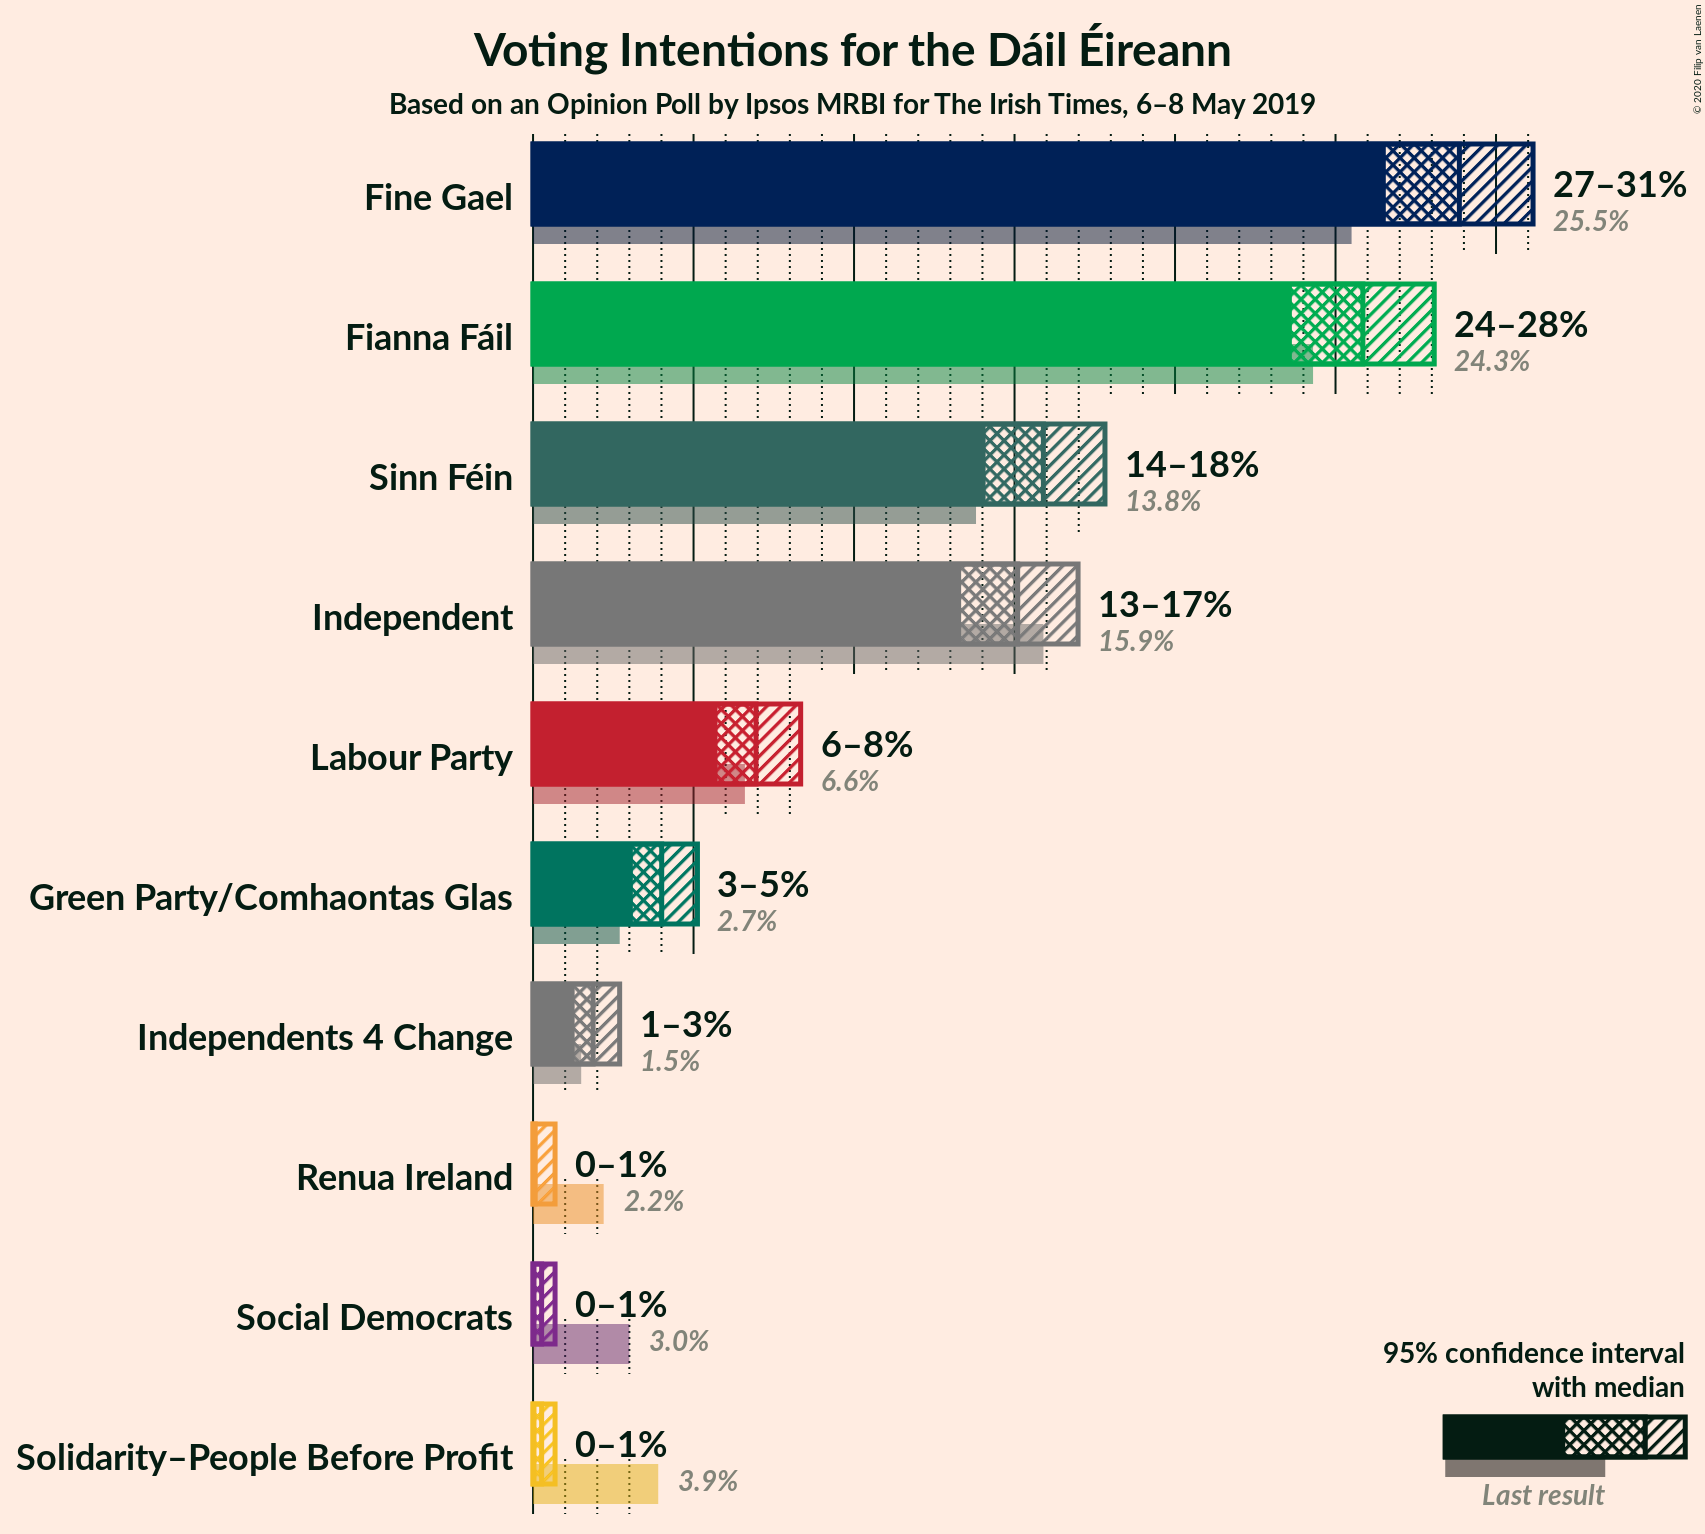 Voting Intentions for the Dáil Éireann
Based on an Opinion Poll by Ipsos MRBI for The Irish Times, 6–8 May 2019
© 2020 Filip van Laenen
Fine Gael
27–31%
25.5%
Fianna Fáil
24–28%
24.3%
Sinn Féin
14–18%
13.8%
Independent
13–17%
15.9%
Labour Party
6–8%
6.6%
Green Party/Comhaontas Glas
3–5%
2.7%
Independents 4 Change
1–3%
1.5%
Renua Ireland
0–1%
2.2%
Social Democrats
0–1%
3.0%
Solidarity–People Before Profit
0–1%
3.9%
95% confidence interval
with median
Last result